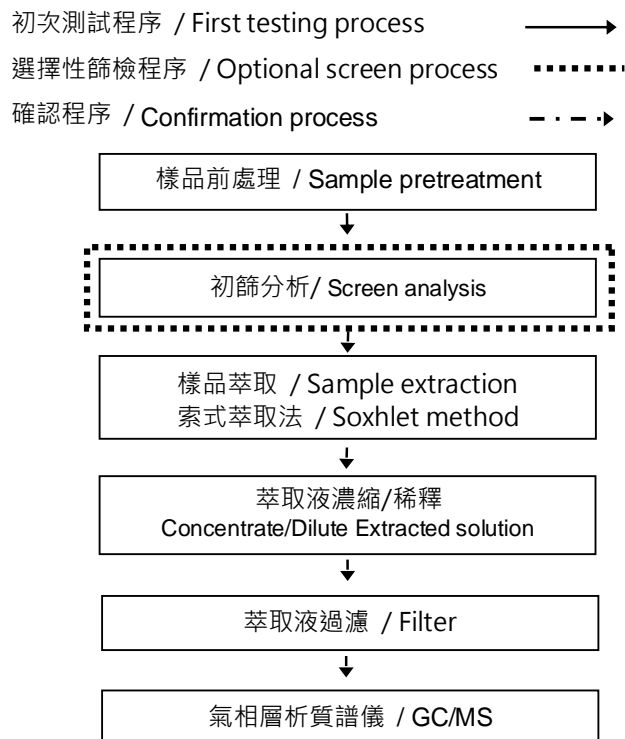 初次測試程序 / First testing process
選擇性篩檢程序 / Optional screen process
確認程序 / Confirmation process
樣品前處理 / Sample pretreatment
初篩分析/ Screen analysis
樣品萃取 / Sample extraction
索式萃取法 / Soxhlet method
萃取液濃縮/稀釋
Concentrate/Dilute Extracted solution
萃取液過濾 / Filter
氣相層析質譜儀 / GC/MS